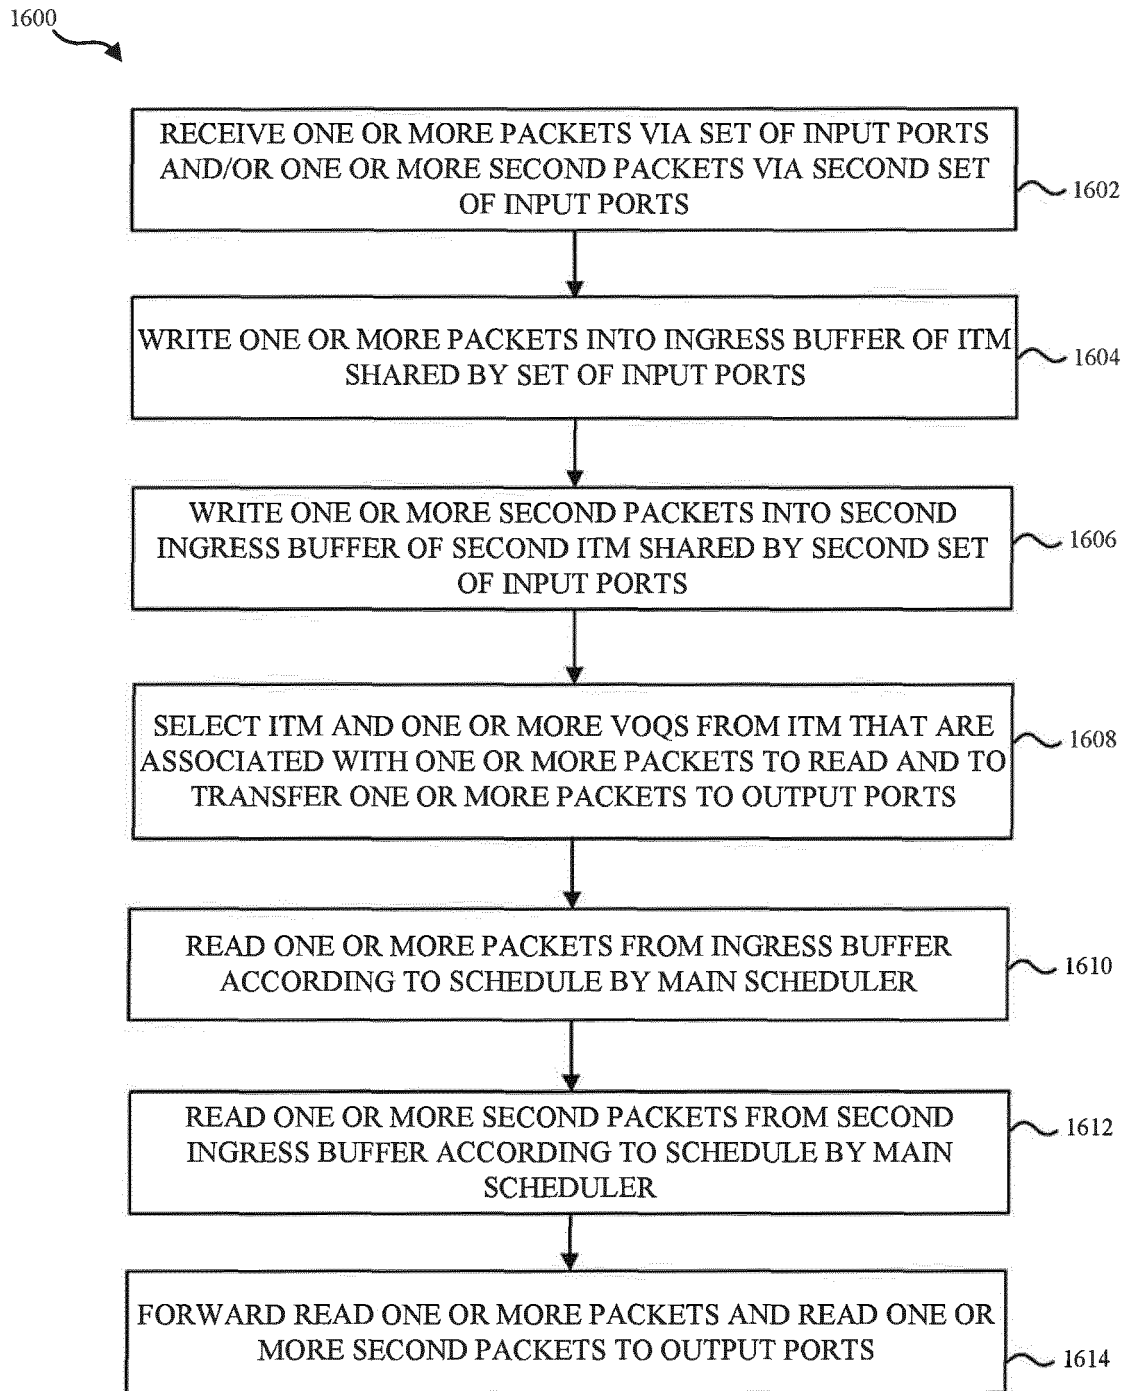 1600
RECEIVE ONE OR MORE PACKETS VIA SET OF INPUT PORTS
AND/OR ONE OR MORE SECOND PACKETS VIA SECOND SET
OF INPUT PORTS
1602
WRITE ONE OR MORE PACKETS INTO INGRESS BUFFER OF ITM
SHARED BY SET OF INPUT PORTS
1604
WRITE ONE OR MORE SECOND PACKETS INTO SECOND
INGRESS BUFFER OF SECOND ITM SHARED BY SECOND SET
OF INPUT PORTS
1606
SELECT ITM AND ONE OR MORE VOQS FROM ITM THAT ARE
ASSOCIATED WITH ONE OR MORE PACKETS TO READ AND TO
TRANSFER ONE OR MORE PACKETS TO OUTPUT PORTS
1608
READ ONE OR MORE PACKETS FROM INGRESS BUFFER
ACCORDING TO SCHEDULE BY MAIN SCHEDULER
1610
READ ONE OR MORE SECOND PACKETS FROM SECOND
INGRESS BUFFER ACCORDING TO SCHEDULE BY MAIN
SCHEDULER
1612
FORWARD READ ONE OR MORE PACKETS AND READ ONE OR
MORE SECOND PACKETS TO OUTPUT PORTS
1614